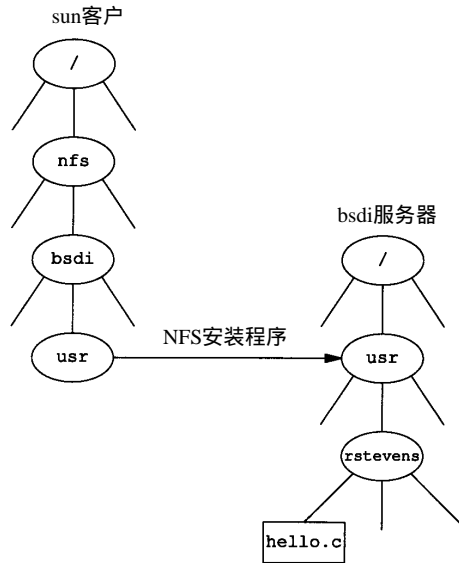 sun客户
/
nfs
bsdi
usr
NFS安装程序
bsdi服务器
/
usr
rstevens
hello.c